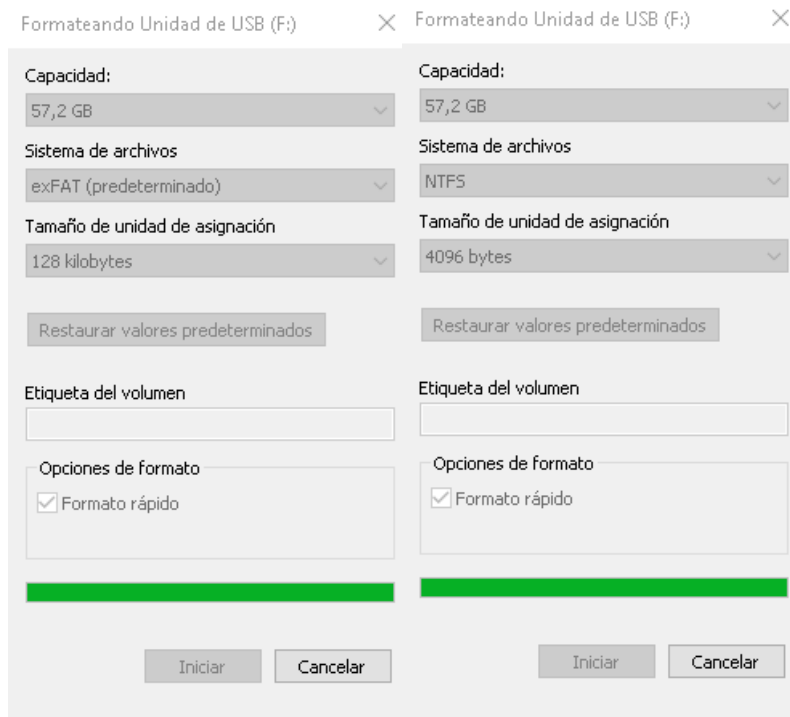 Formateando Unidad de USB (F:)
Capacidad:
57,2 GB
Sistema de archivos
exFAT (predeterminado)
Tamaño de unidad de asignación
128 kilobytes
Restaurar valores predeterminados
Etiqueta del volumen
Opciones de formato
Formato rápido
Iniciar
Cancelar
Formateando Unidad de USB (F:)
Capacidad:
57,2 GB
Sistema de archivos
NTFS
Tamaño de unidad de asignación
4096 bytes
Restaurar valores predeterminados
Etiqueta del volumen
Opciones de formato
Formato rápido
Iniciar
Cancelar